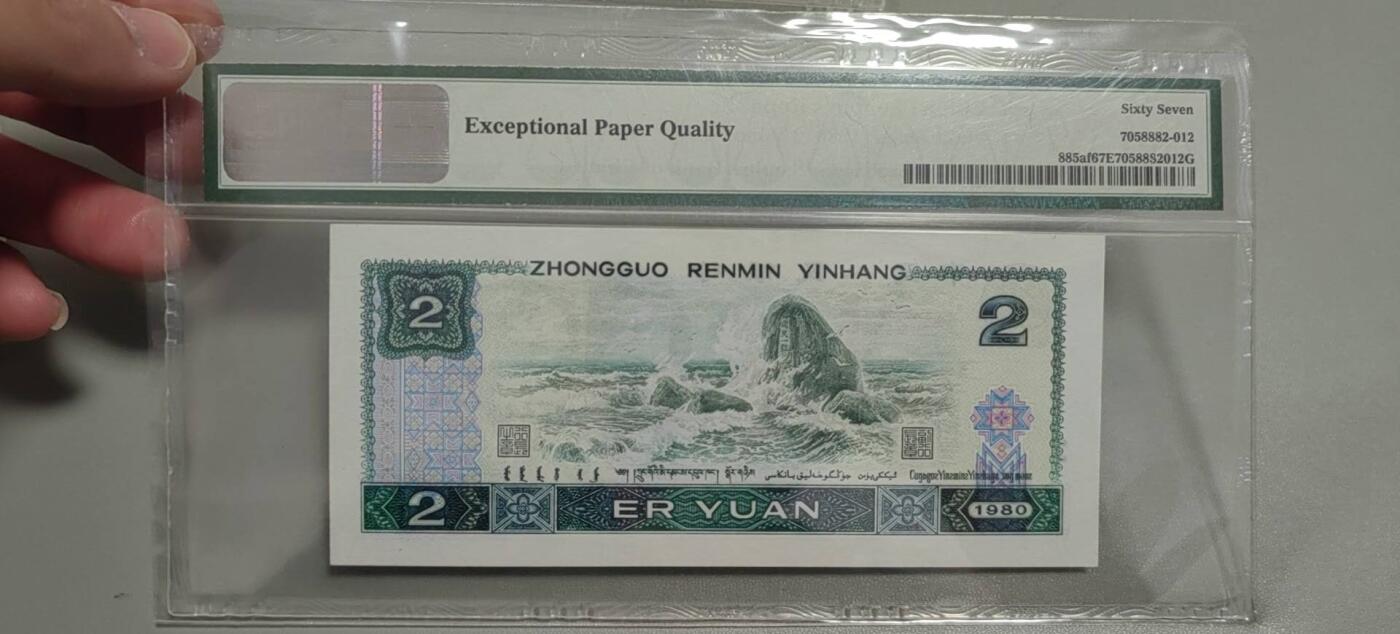 Exceptional Paper Quality
Sixty Seven
7058882-012
885af67E7058882012G
ZHONGGUO RENMIN YINHANG
2
2
2
ER YUAN
1980